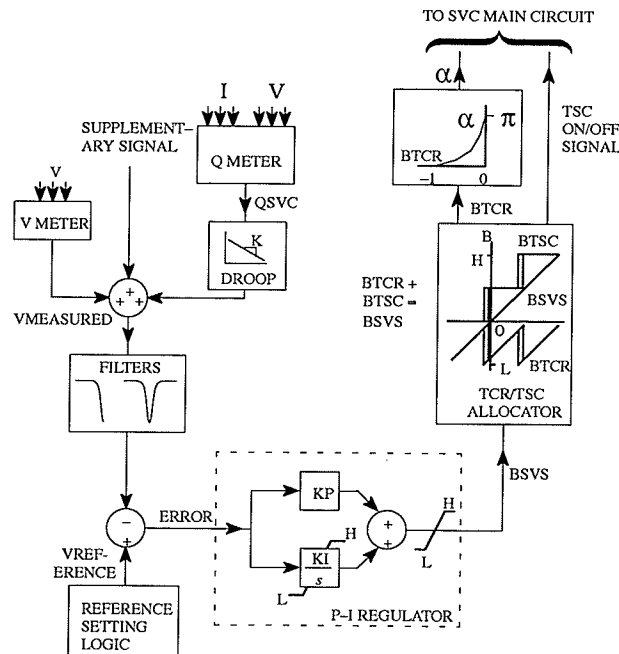 TO SVC MAIN CIRCUIT
α
I V
SUPPLEMENT–
ARY SIGNAL
Q METER
V
V METER
QSVC
K
DROOP
α π
BTCR
–1 0
TSC
ON/OFF
SIGNAL
BTCR
B
H
BTSC
BSVS
O
L
BTCR
TCR/TSC
ALLOCATOR
BTCR +
BTSC =
BSVS
+ + +
VMEASURED
FILTERS
BSVS
–
+
ERROR
VREF–
ERENCE
REFERENCE
SETTING
LOGIC
KP
KI
s
H
L
+
+
H
L
P–I REGULATOR